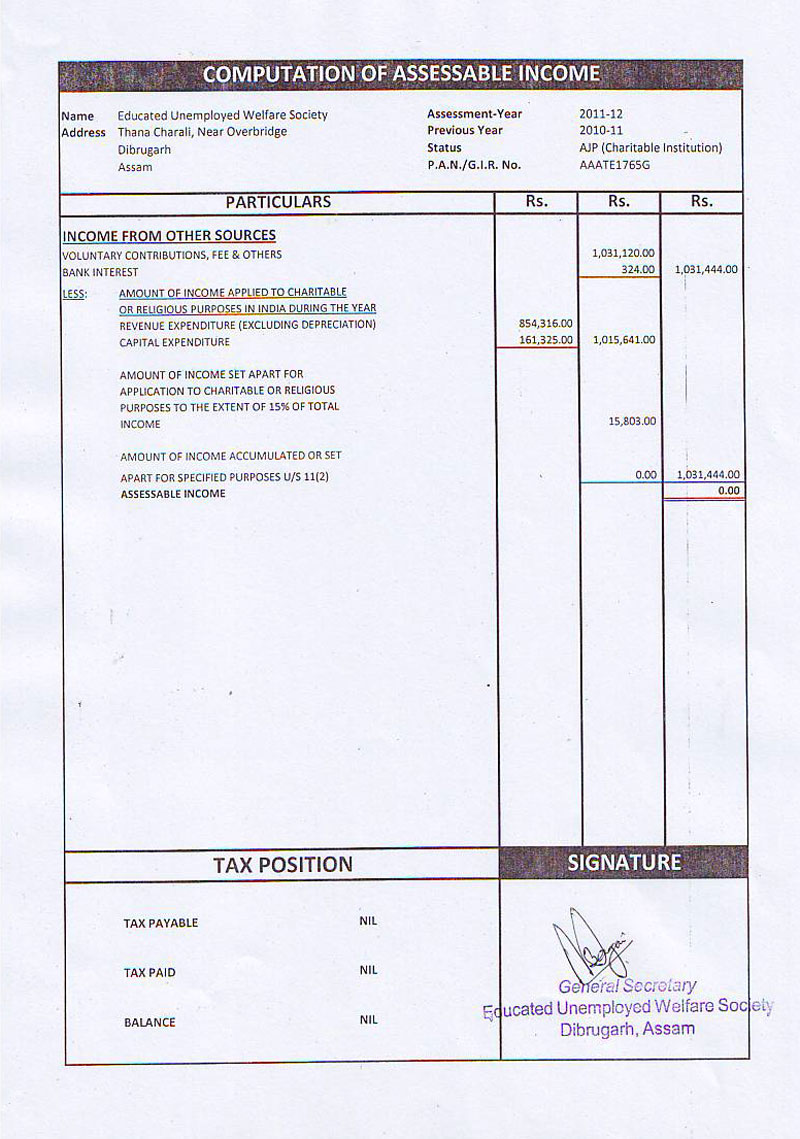 COMPUTATION OF ASSESSABLE INCOME
Name Educated Unemployed Welfare Society Assessment-Year 2011-12
Address Thana Charali, Near Overbridge Previous Year 2010-11
Dibrugarh Status AJP (Charitable Institution)
Assam P.A.N./G.I.R. No. AAATE1765G
PARTICULARS Rs. Rs. Rs.
INCOME FROM OTHER SOURCES
VOLUNTARY CONTRIBUTIONS, FEE & OTHERS 1,031,120.00
BANK INTEREST 324.00 1,031,444.00
LESS: AMOUNT OF INCOME APPLIED TO CHARITABLE
OR RELIGIOUS PURPOSES IN INDIA DURING THE YEAR
REVENUE EXPENDITURE (EXCLUDING DEPRECIATION) 854,316.00
CAPITAL EXPENDITURE 161,325.00 1,015,641.00
AMOUNT OF INCOME SET APART FOR
APPLICATION TO CHARITABLE OR RELIGIOUS
PURPOSES TO THE EXTENT OF 15% OF TOTAL
INCOME 15,803.00
AMOUNT OF INCOME ACCUMULATED OR SET
APART FOR SPECIFIED PURPOSES U/S 11(2) 0.00 1,031,444.00
ASSESSABLE INCOME 0.00
TAX POSITION SIGNATURE
TAX PAYABLE NIL
TAX PAID NIL
BALANCE NIL
General Secretary
Educated Unemployed Welfare Society
Dibrugarh, Assam